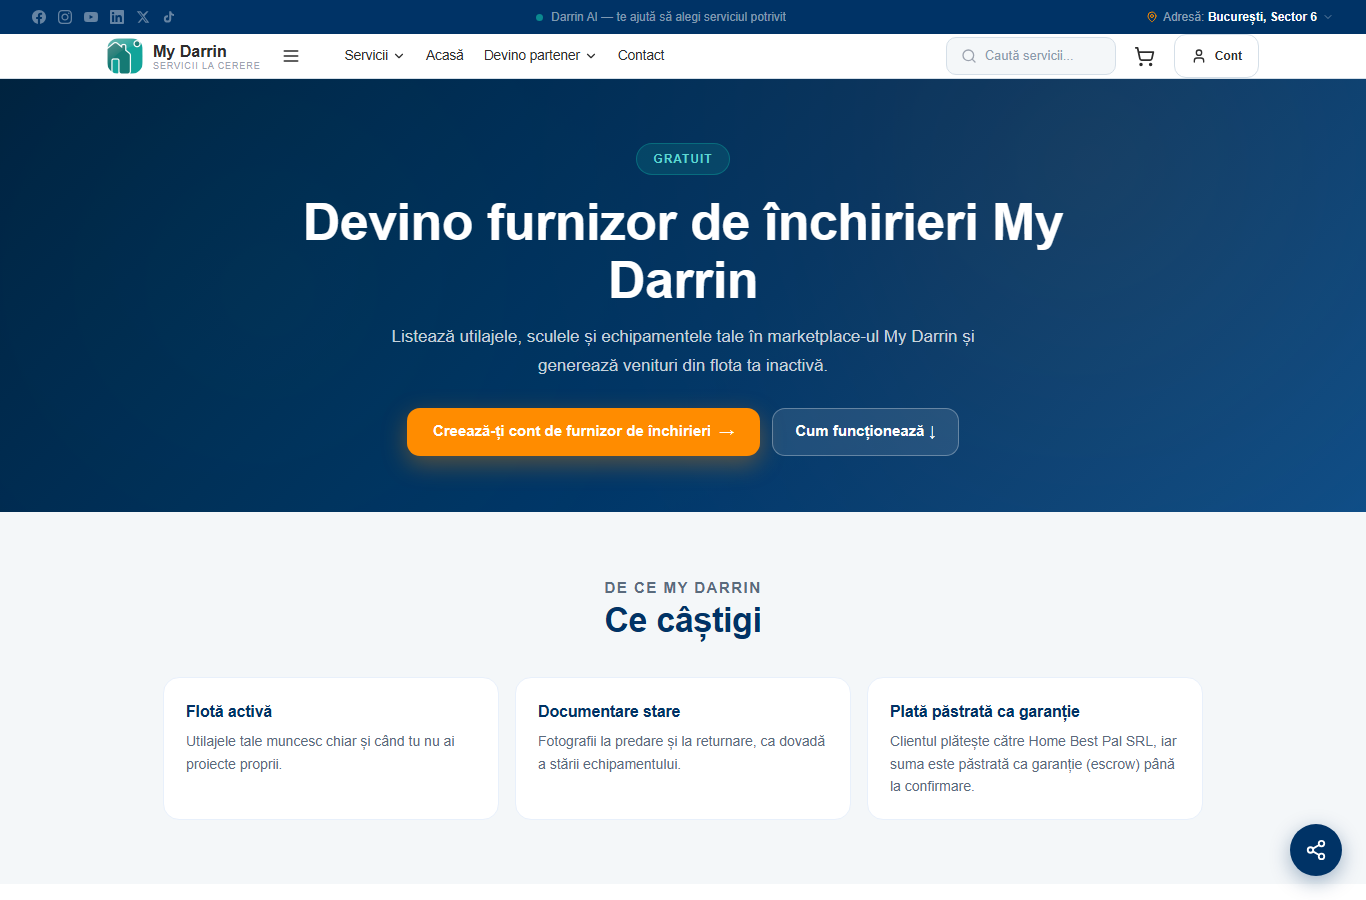 Darrin AI — te ajută să alegi serviciul potrivit
Adresă: București, Sector 6
My Darrin
SERVICII LA CERERE
Servicii
Acasă
Devino partener
Contact
Caută servicii...
Cont
GRATUIT
Devino furnizor de închirieri My
Darrin
Listează utilajele, sculele și echipamentele tale în marketplace-ul My Darrin și
generează venituri din flota ta inactivă.
Creează-ți cont de furnizor de închirieri →
Cum funcționează ↓
DE CE MY DARRIN
Ce câștigi
Flotă activă
Utilajele tale muncesc chiar și când tu nu ai
proiecte proprii.
Documentare stare
Fotografii la predare și la returnare, ca dovadă
a stării echipamentului.
Plată păstrată ca garanție
Clientul plătește către Home Best Pal SRL, iar
suma este păstrată ca garanție (escrow) până
la confirmare.